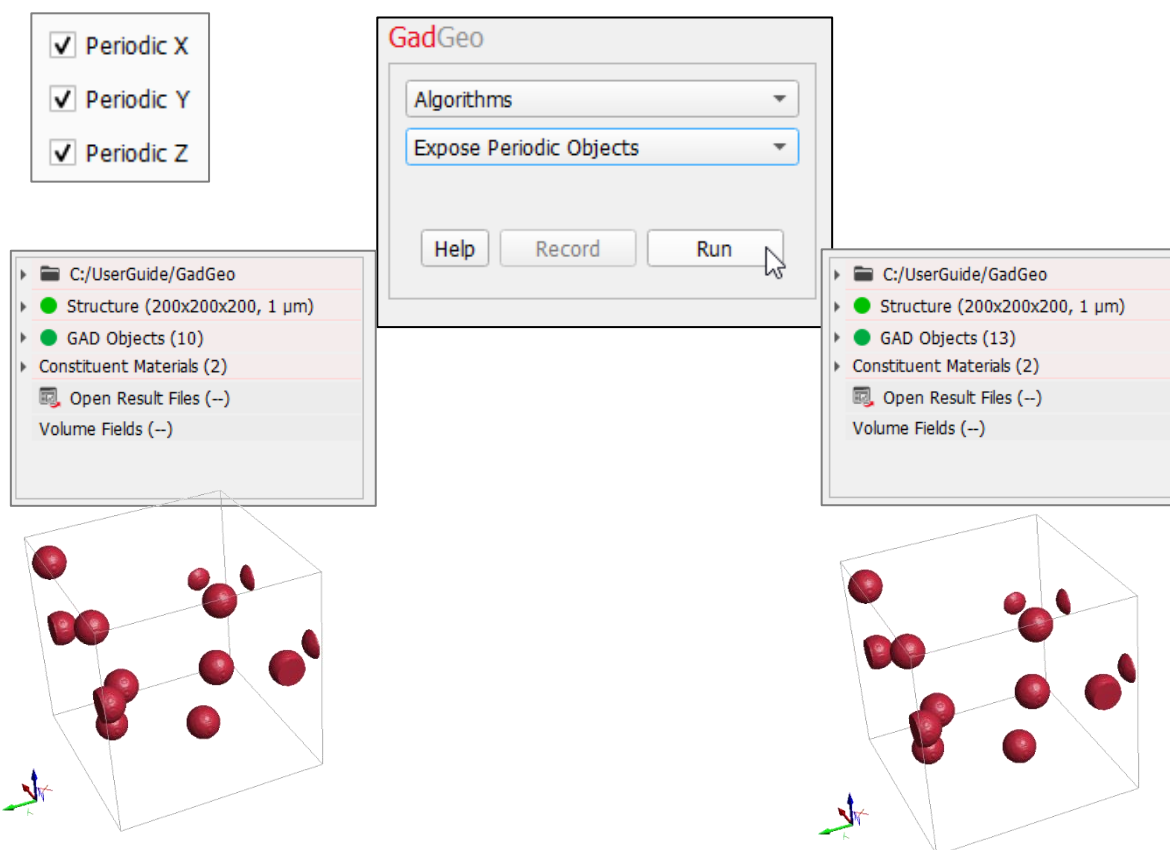 Periodic X
Periodic Y
Periodic Z
GadGeo
Algorithms
Expose Periodic Objects
Help
Record
Run
C:/UserGuide/GadGeo
Structure (200x200x200, 1 µm)
GAD Objects (10)
Constituent Materials (2)
Open Result Files (--)
Volume Fields (--)
C:/UserGuide/GadGeo
Structure (200x200x200, 1 µm)
GAD Objects (13)
Constituent Materials (2)
Open Result Files (--)
Volume Fields (--)